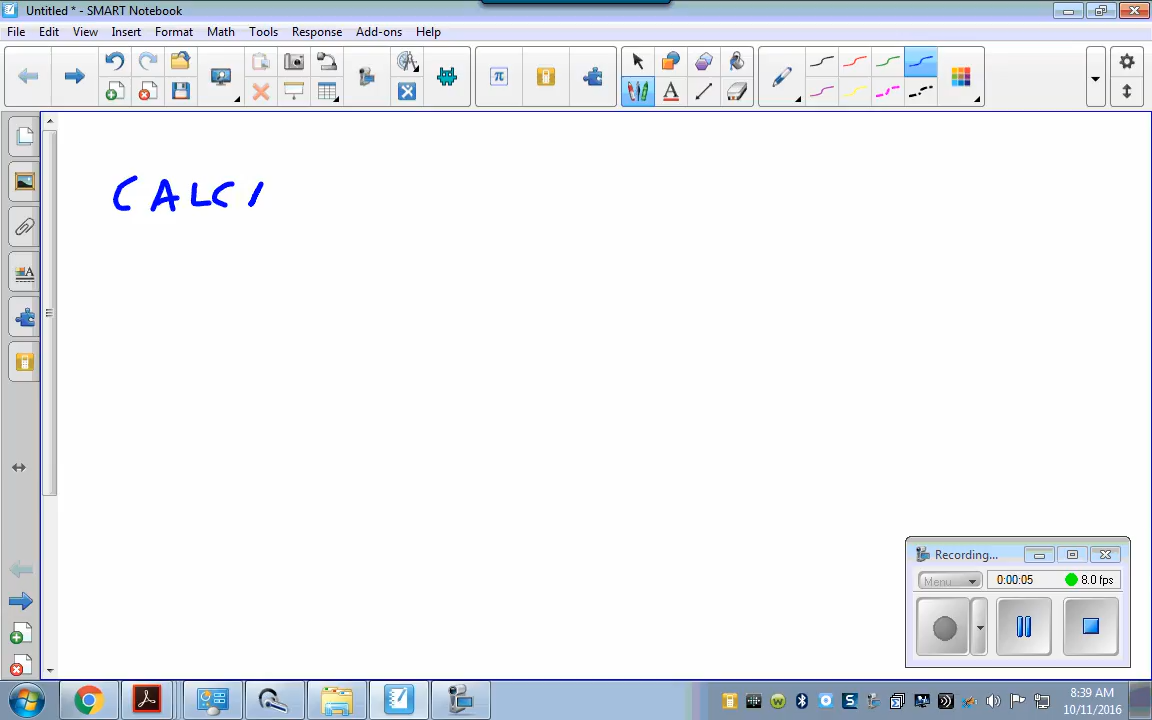 Untitled * - SMART Notebook
File Edit View Insert Format Math Tools Response Add-ons Help
CALC
Recording...
Menu 0:00:05 8.0 fps
8:39 AM
10/11/2016